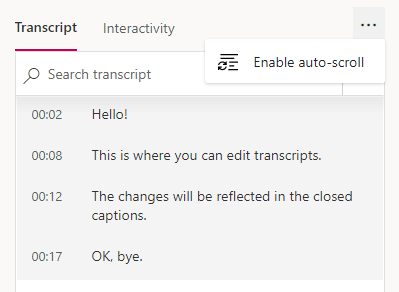 Transcript Interactivity ...
Enable auto-scroll
Search transcript
00:02 Hello!
00:08 This is where you can edit transcripts.
00:12 The changes will be reflected in the closed
captions.
00:17 OK, bye.